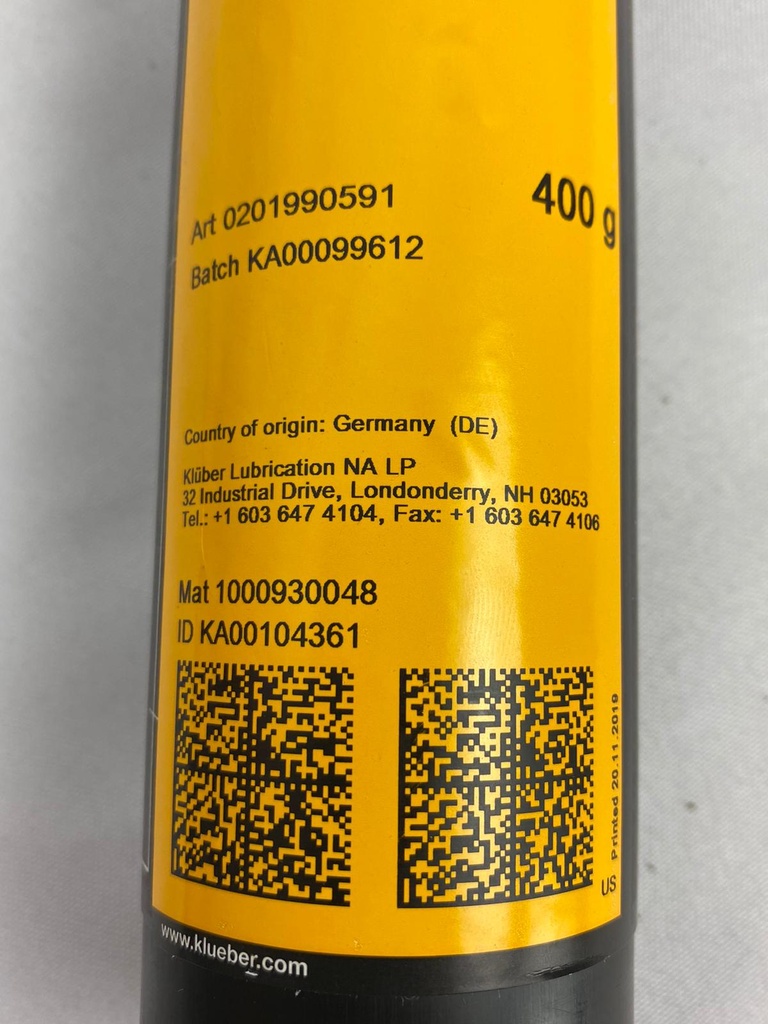 Art 0201990591
400 g
Batch KA00099612
Country of origin: Germany (DE)
Klüber Lubrication NA LP
32 Industrial Drive, Londonderry, NH 03053
Tel.: +1 603 647 4104, Fax: +1 603 647 4106
Mat 1000930048
ID KA00104361
US Printed 20.11.2019
www.klueber.com